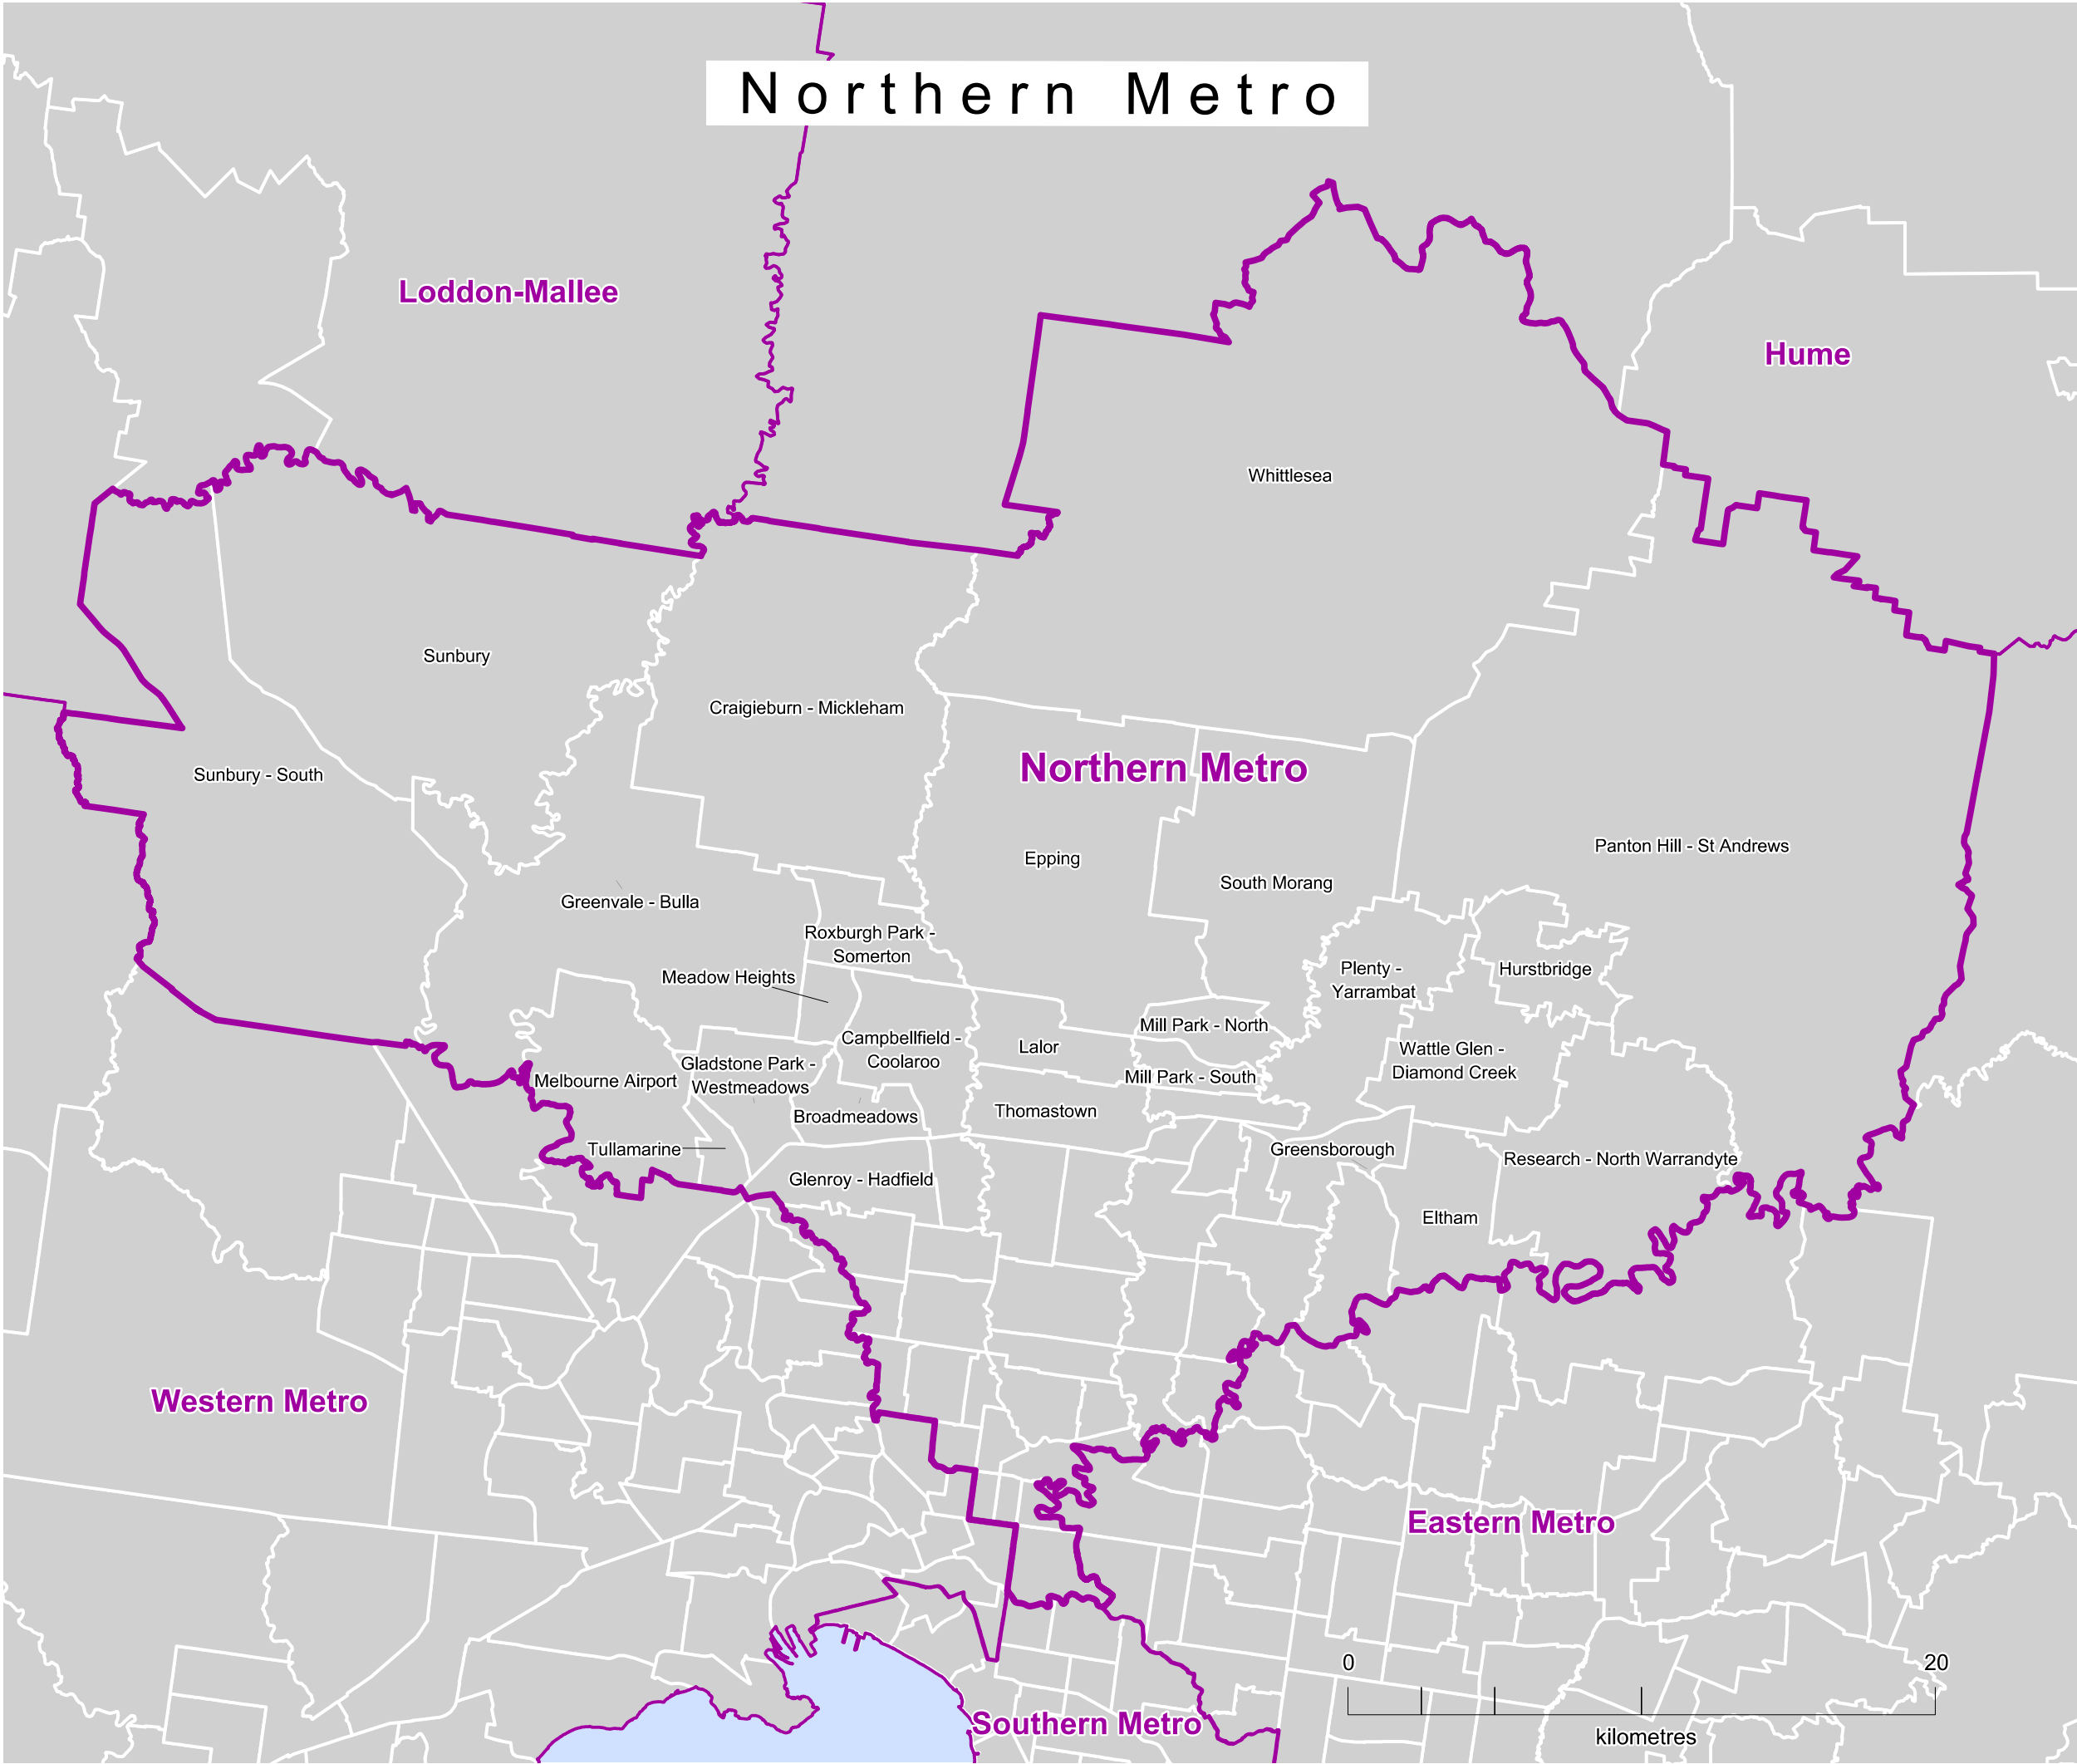 Northern Metro
Loddon-Mallee
Hume
Whittlesea
Sunbury
Craigieburn - Mickleham
Northern Metro
Sunbury - South
Panton Hill - St Andrews
Epping
South Morang
Greenvale - Bulla
Roxburgh Park -
Somerton
Meadow Heights
Plenty -
Yarrambat
Hurstbridge
Mill Park - North
Campbellfield -
Coolaroo
Lalor
Wattle Glen -
Diamond Creek
Gladstone Park -
Westmeadows
Melbourne Airport
Mill Park - South
Broadmeadows
Thomastown
Tullamarine
Greensborough
Research - North Warrandyte
Glenroy - Hadfield
Eltham
Western Metro
Eastern Metro
0
20
Southern Metro
kilometres